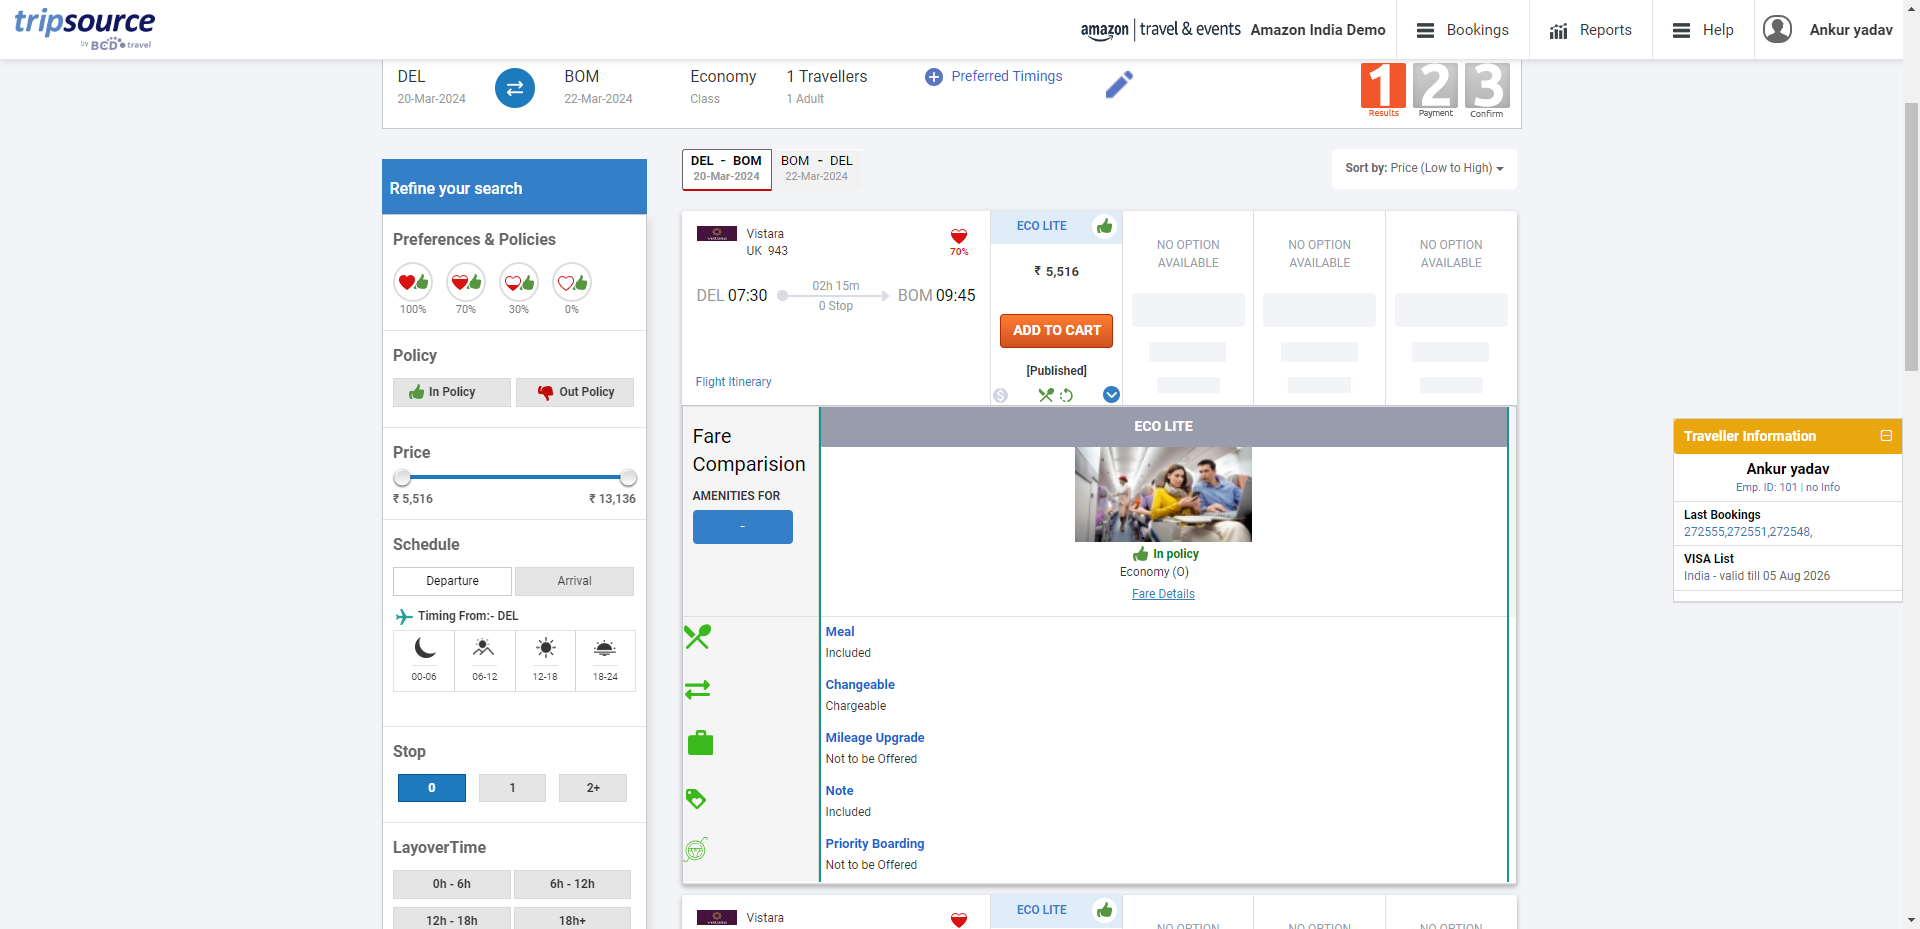 tripsource
by BCD travel
amazon travel & events Amazon India Demo
Bookings
Reports
Help
Ankur yadav
DEL
20-Mar-2024
BOM
22-Mar-2024
Economy
Class
1 Travellers
1 Adult
Preferred Timings
1 2 3
Results Payment Confirm
DEL - BOM
20-Mar-2024
BOM - DEL
22-Mar-2024
Sort by: Price (Low to High)
Refine your search
Preferences & Policies
100% 70% 30% 0%
Policy
In Policy
Out Policy
Price
₹ 5,516
₹ 13,136
Schedule
Departure
Arrival
Timing From:- DEL
00-06 06-12 12-18 18-24
Stop
0 1 2+
LayoverTime
0h - 6h
6h - 12h
12h - 18h
18h+
Vistara
UK 943
70%
DEL 07:30
02h 15m
0 Stop
BOM 09:45
Flight Itinerary
ECO LITE
₹ 5,516
ADD TO CART
[Published]
NO OPTION
AVAILABLE
NO OPTION
AVAILABLE
NO OPTION
AVAILABLE
Fare
Comparision
AMENITIES FOR
-
ECO LITE
In policy
Economy (O)
Fare Details
Meal
Included
Changeable
Chargeable
Mileage Upgrade
Not to be Offered
Note
Included
Priority Boarding
Not to be Offered
Vistara
ECO LITE
NO OPTION
NO OPTION
NO OPTION
Traveller Information
Ankur yadav
Emp. ID: 101 | no Info
Last Bookings
272555,272551,272548,
VISA List
India - valid till 05 Aug 2026